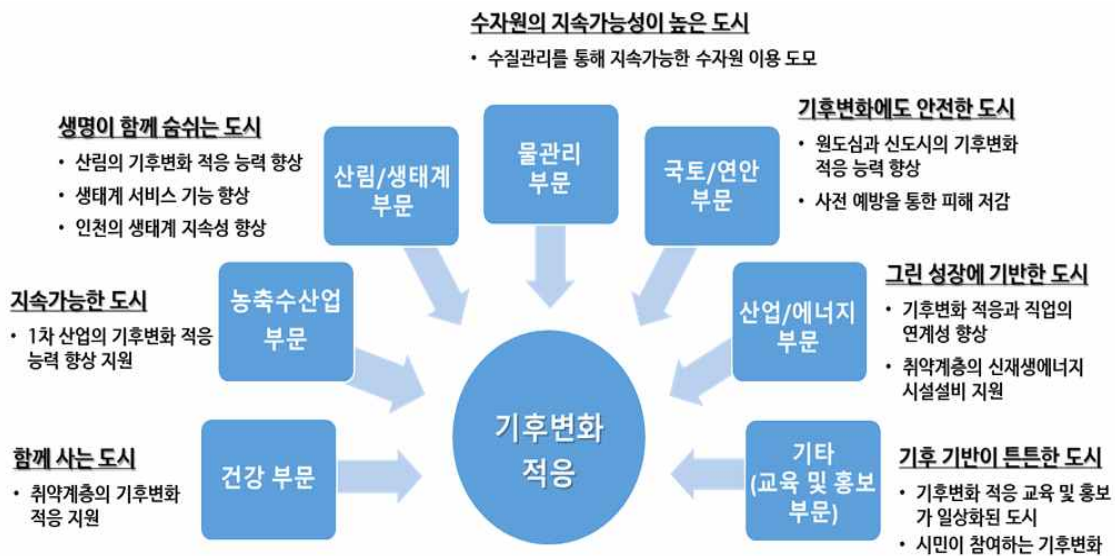 수자원의 지속가능성이 높은 도시
• 수질관리를 통해 지속가능한 수자원 이용 도모
물관리
부문
생명이 함께 숨쉬는 도시
• 산림의 기후변화 적응 능력 향상
• 생태계 서비스 기능 향상
• 인천의 생태계 지속성 향상
산림/생태계
부문
기후변화에도 안전한 도시
• 원도심과 신도시의 기후변화
적응 능력 향상
• 사전 예방을 통한 피해 저감
국토/연안
부문
지속가능한 도시
• 1차 산업의 기후변화 적응
능력 향상 지원
농축수산업
부문
그린 성장에 기반한 도시
• 기후변화 적응과 직업의
연계성 향상
• 취약계층의 신재생에너지
시설설비 지원
산업/에너지
부문
함께 사는 도시
• 취약계층의 기후변화
적응 지원
건강 부문
기후변화
적응
기타
(교육 및 홍보
부문)
기후 기반이 튼튼한 도시
• 기후변화 적응 교육 및 홍보
가 일상화된 도시
• 시민이 참여하는 기후변화